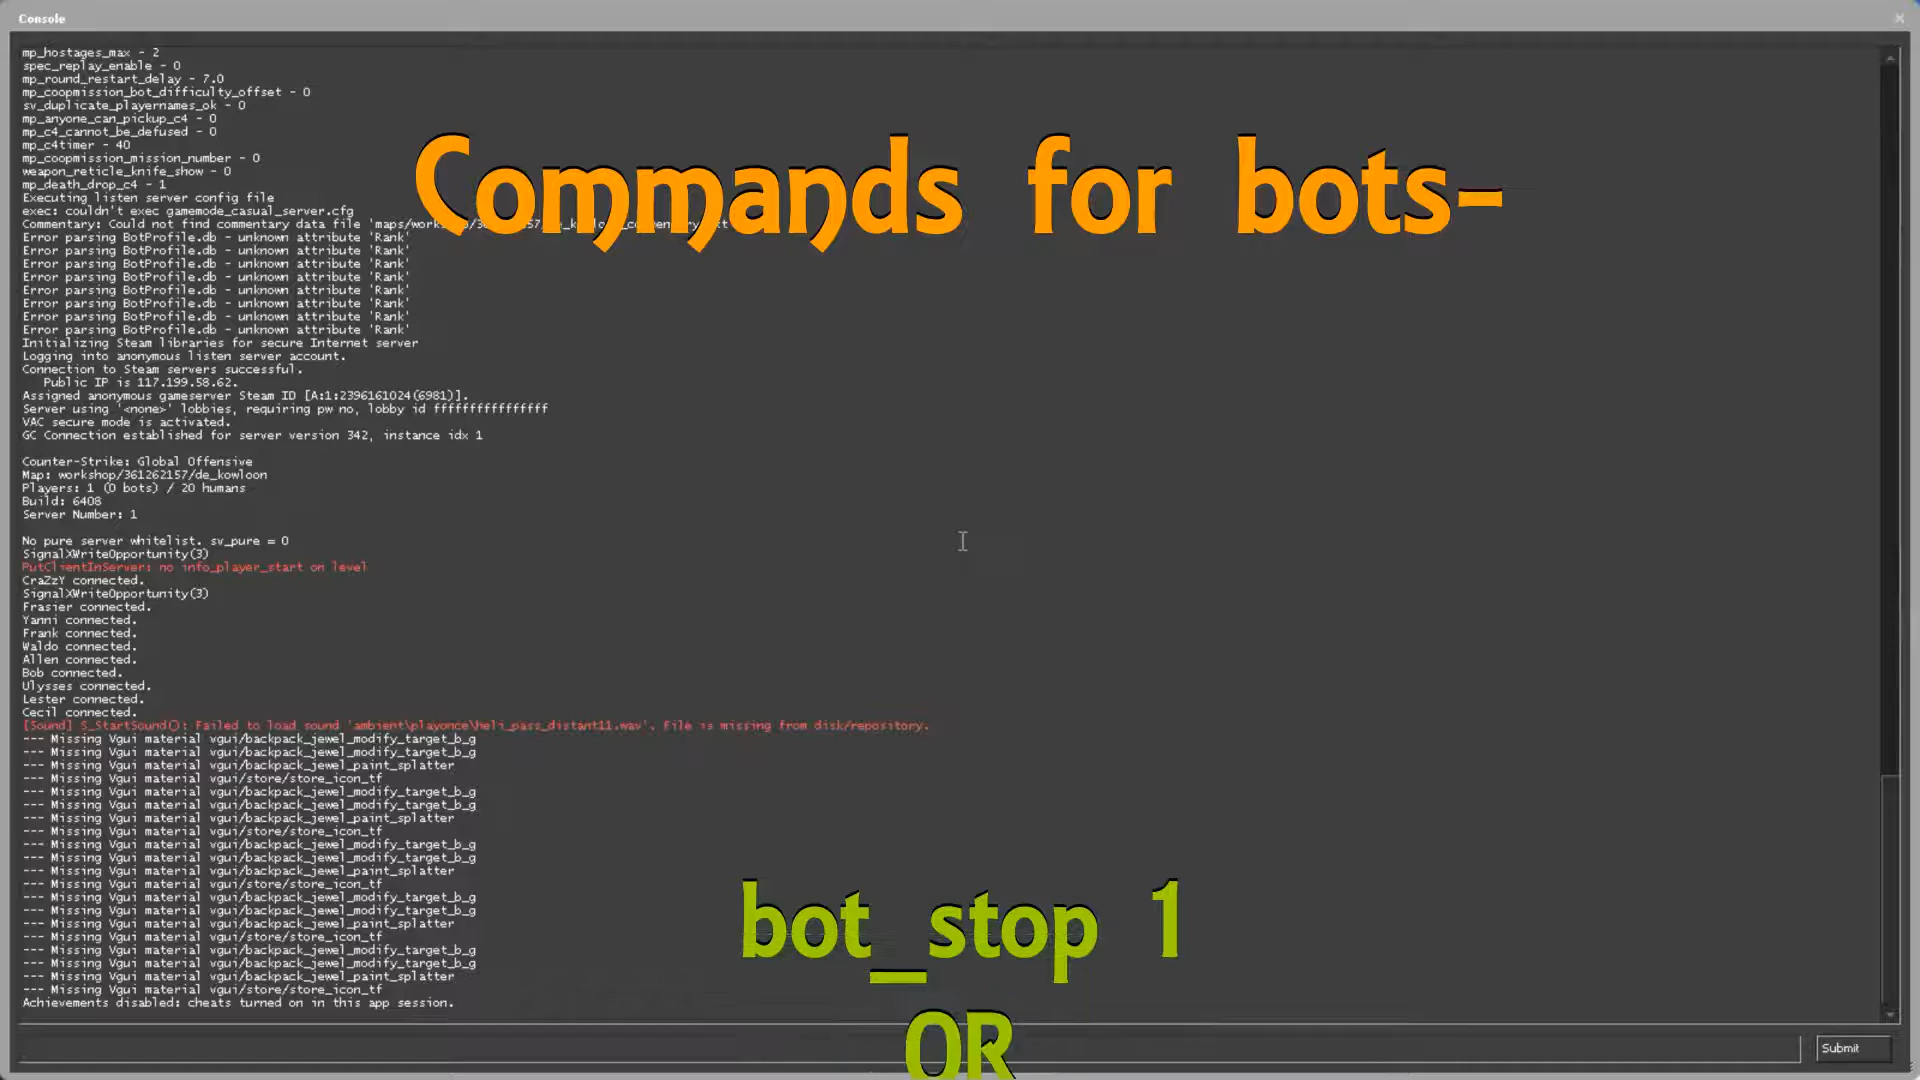 Console
mp_hostages_max - 2
spec_replay_enable - 0
mp_round_restart_delay - 7.0
mp_coopmission_bot_difficulty_offset - 0
sv_duplicate_playernames_ok - 0
mp_anyone_can_pickup_c4 - 0
mp_c4_cannot_be_defused - 0
mp_c4timer - 40
mp_coopmission_mission_number - 0
weapon_reticle_knife_show - 0
mp_death_drop_c4 - 1
Executing listen server config file
exec: couldn't exec gamemode_casual_server.cfg
Commentary: Could not find commentary data file
Commands for bots-
Error parsing BotProfile.db - unknown attribute 'Rank'
Error parsing BotProfile.db - unknown attribute 'Rank'
Error parsing BotProfile.db - unknown attribute 'Rank'
Error parsing BotProfile.db - unknown attribute 'Rank'
Error parsing BotProfile.db - unknown attribute 'Rank'
Error parsing BotProfile.db - unknown attribute 'Rank'
Error parsing BotProfile.db - unknown attribute 'Rank'
Error parsing BotProfile.db - unknown attribute 'Rank'
Initializing Steam libraries for secure Internet server
Logging into anonymous listen server account.
Connection to Steam servers successful.
Public IP is 117.199.58.62.
Assigned anonymous gameserver Steam ID [A:1:2396161024(6981)].
Server using '<none>' lobbies, requiring pw no, lobby id ffffffffffffffff
VAC secure mode is activated.
GC Connection established for server version 342, instance idx 1
Counter-Strike: Global Offensive
Map: workshop/361262157/de_kowloon
Players: 1 (0 bots) / 20 humans
Build: 6408
Server Number: 1
No pure server whitelist. sv_pure = 0
SignalXWriteOpportunity(3)
PutClientInServer: no info_player_start on level
CraZzY connected.
SignalXWriteOpportunity(3)
Frasier connected.
Yanni connected.
Frank connected.
Waldo connected.
Allen connected.
Bob connected.
Ulysses connected.
Lester connected.
Cecil connected.
[Sound] S_StartSound(): Failed to load sound 'ambient\playonce\heli_pass_distant11.wav'. File is missing from disk/repository.
--- Missing Vgui material vgui/backpack_jewel_modify_target_b_g
--- Missing Vgui material vgui/backpack_jewel_modify_target_b_g
--- Missing Vgui material vgui/backpack_jewel_paint_splatter
--- Missing Vgui material vgui/store/store_icon_tf
--- Missing Vgui material vgui/backpack_jewel_modify_target_b_g
--- Missing Vgui material vgui/backpack_jewel_modify_target_b_g
--- Missing Vgui material vgui/backpack_jewel_paint_splatter
--- Missing Vgui material vgui/store/store_icon_tf
--- Missing Vgui material vgui/backpack_jewel_modify_target_b_g
--- Missing Vgui material vgui/backpack_jewel_modify_target_b_g
--- Missing Vgui material vgui/backpack_jewel_paint_splatter
--- Missing Vgui material vgui/store/store_icon_tf
--- Missing Vgui material vgui/backpack_jewel_modify_target_b_g
--- Missing Vgui material vgui/backpack_jewel_modify_target_b_g
--- Missing Vgui material vgui/backpack_jewel_paint_splatter
--- Missing Vgui material vgui/store/store_icon_tf
--- Missing Vgui material vgui/backpack_jewel_modify_target_b_g
--- Missing Vgui material vgui/backpack_jewel_modify_target_b_g
--- Missing Vgui material vgui/backpack_jewel_paint_splatter
--- Missing Vgui material vgui/store/store_icon_tf
Achievements disabled: cheats turned on in this app session.
bot_stop 1
OR
Submit